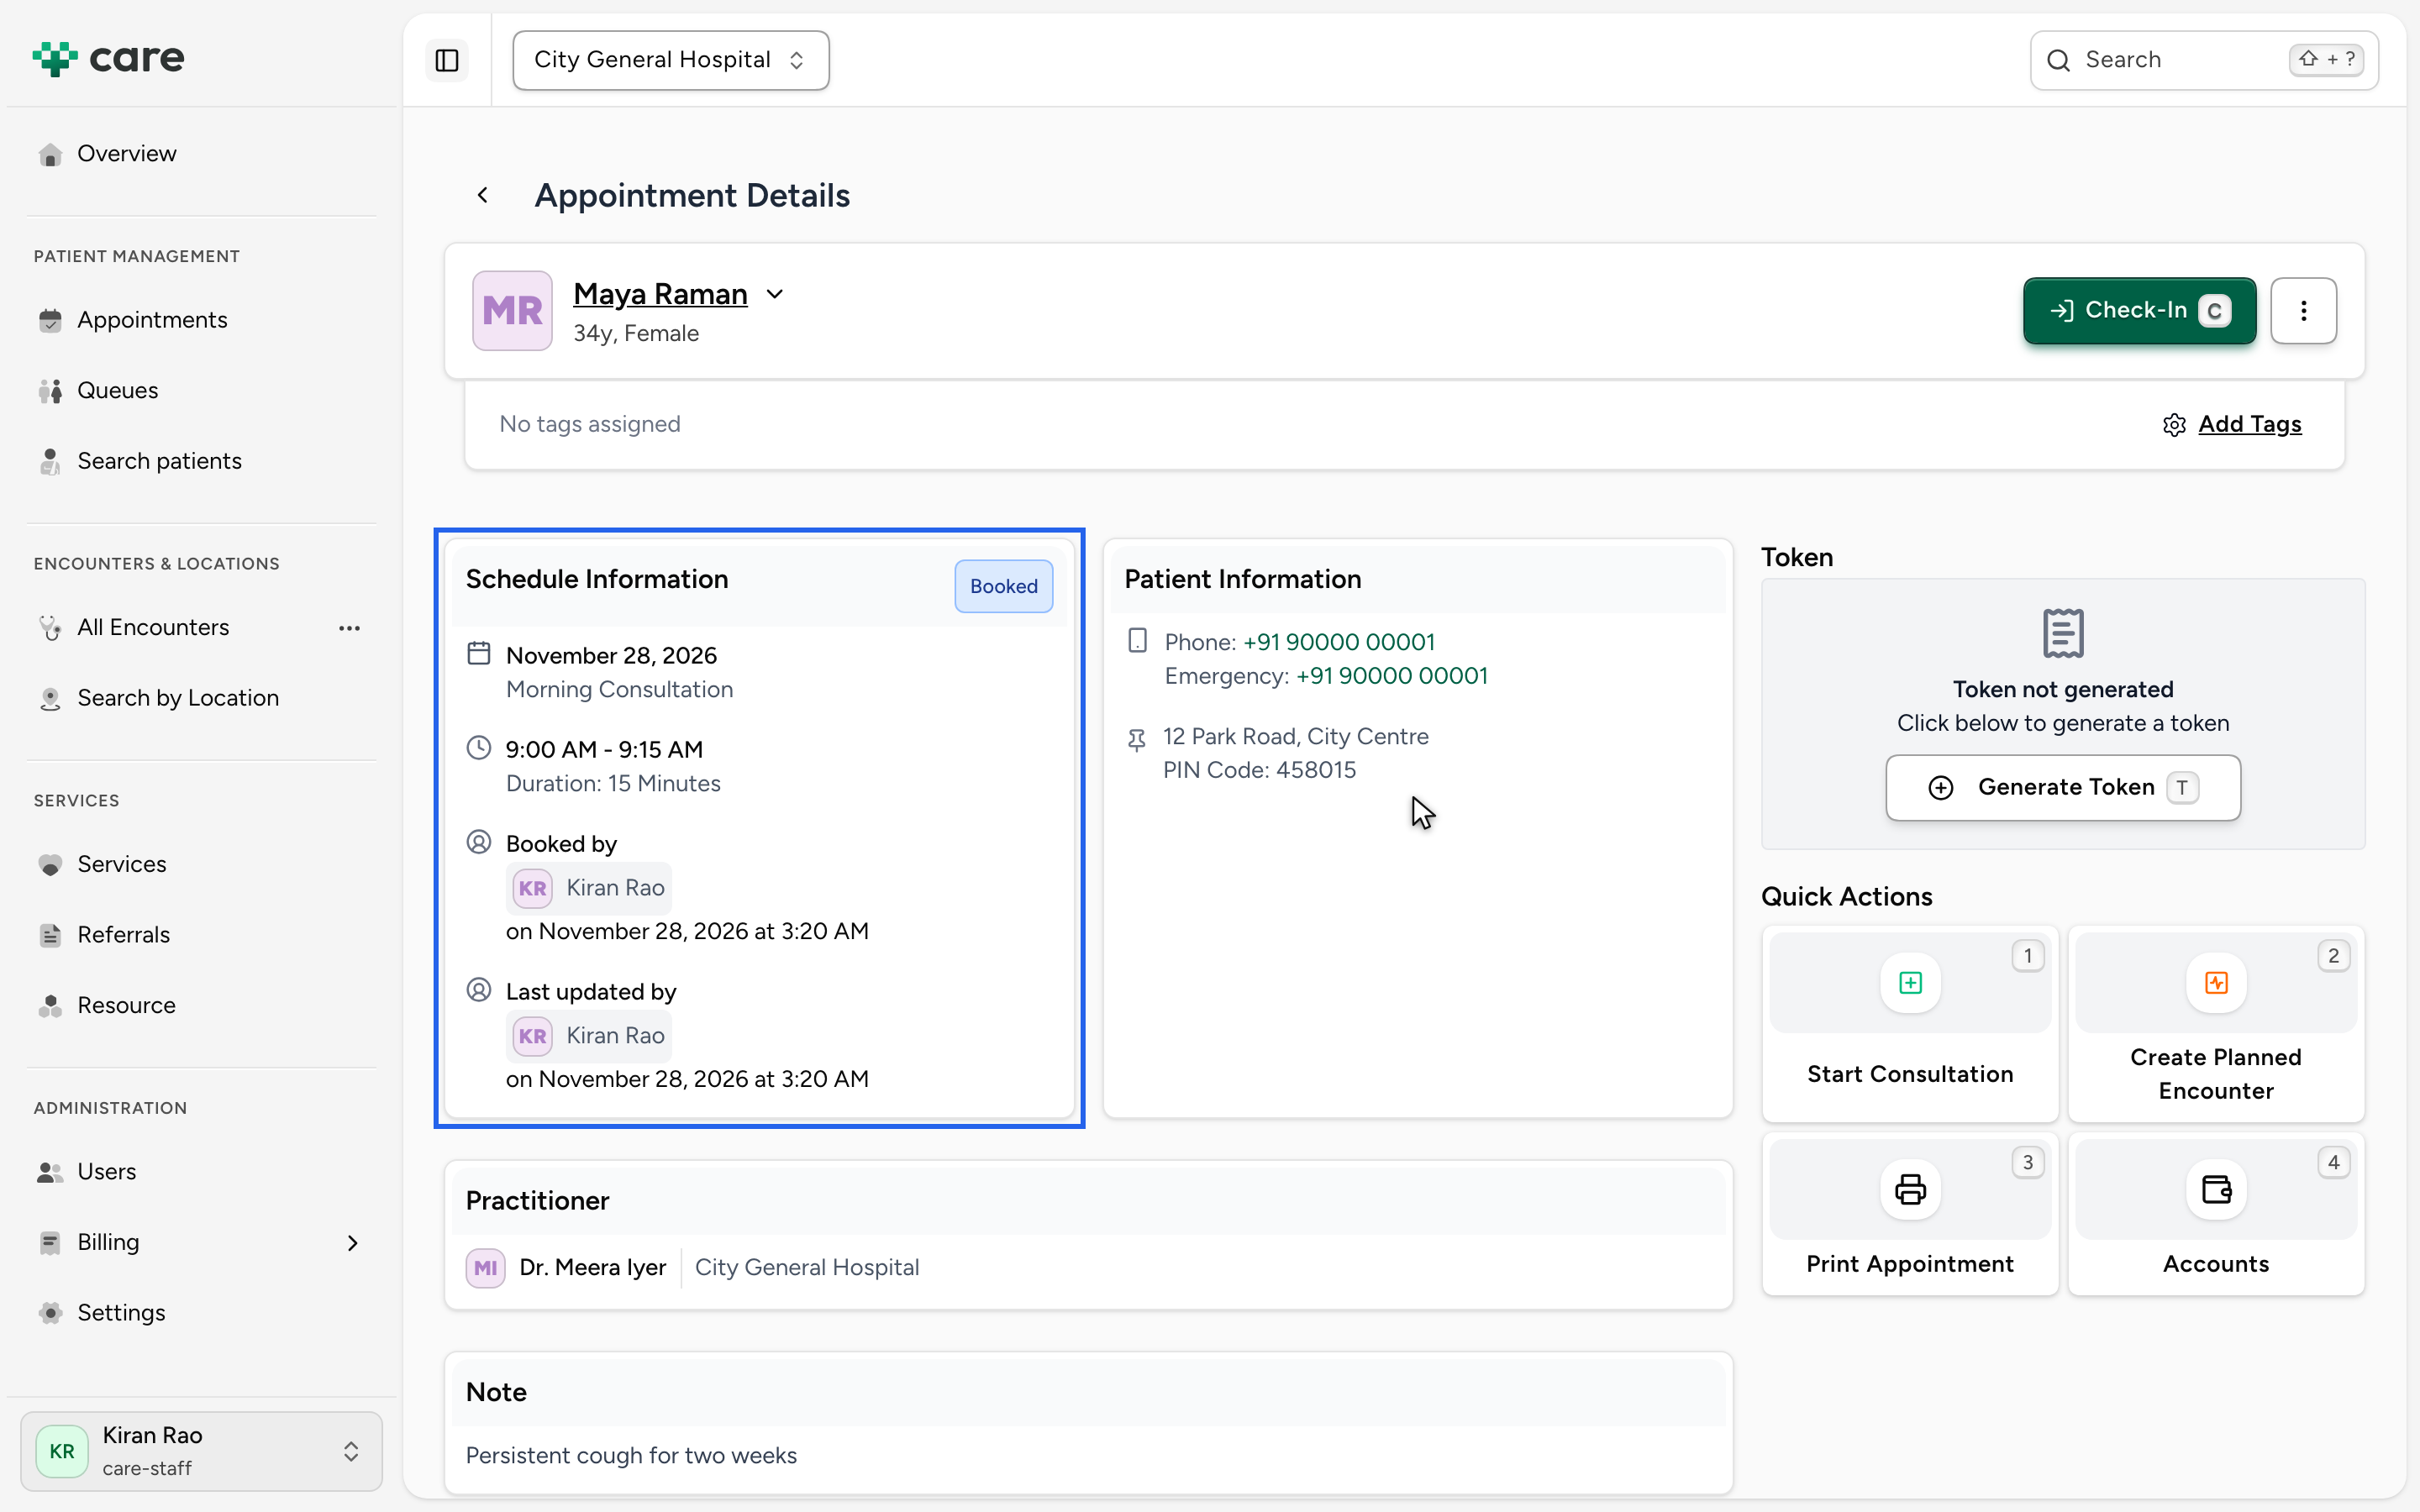 care
City General Hospital
Search
+ ?
Overview
PATIENT MANAGEMENT
Appointments
Queues
Search patients
ENCOUNTERS & LOCATIONS
All Encounters
Search by Location
SERVICES
Services
Referrals
Resource
ADMINISTRATION
Users
Billing
Settings
KR
Kiran Rao
care-staff
Appointment Details
MR
Maya Raman
34y, Female
Check-In C
No tags assigned
Add Tags
Schedule Information
Booked
November 28, 2026
Morning Consultation
9:00 AM - 9:15 AM
Duration: 15 Minutes
Booked by
KR Kiran Rao
on November 28, 2026 at 3:20 AM
Last updated by
KR Kiran Rao
on November 28, 2026 at 3:20 AM
Patient Information
Phone: +91 90000 00001
Emergency: +91 90000 00001
12 Park Road, City Centre
PIN Code: 458015
Practitioner
MI Dr. Meera Iyer City General Hospital
Note
Persistent cough for two weeks
Token
Token not generated
Click below to generate a token
Generate Token T
Quick Actions
1
Start Consultation
2
Create Planned
Encounter
3
Print Appointment
4
Accounts